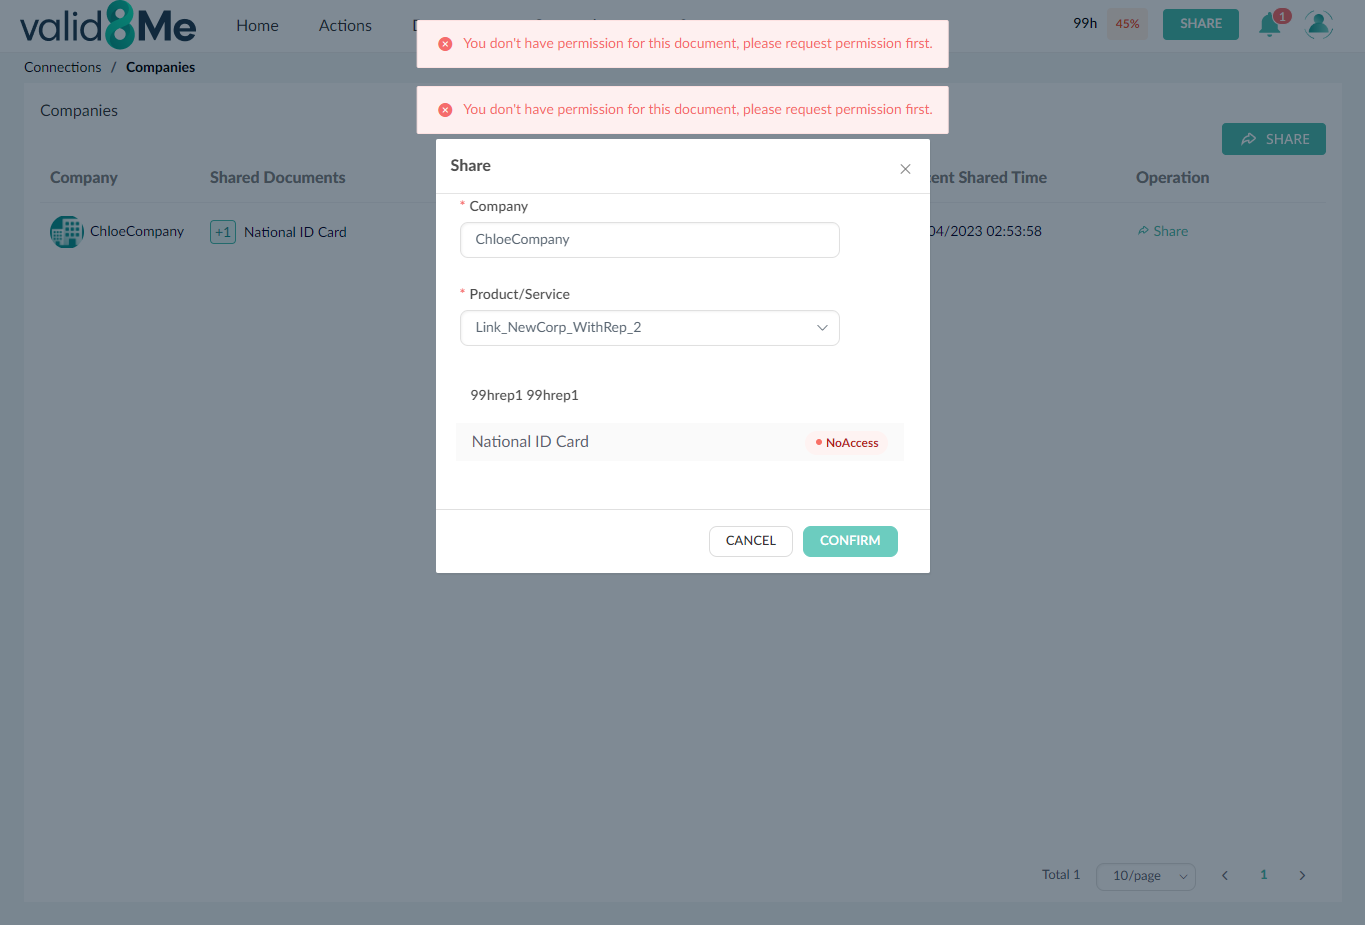 valid8Me
Home
Actions
99h
45%
SHARE
1
You don't have permission for this document, please request permission first.
Connections / Companies
You don't have permission for this document, please request permission first.
Companies
SHARE
Share
Company
Shared Documents
Shared Time
Operation
* Company
ChloeCompany
+1 National ID Card
ChloeCompany
04/2023 02:53:58
Share
* Product/Service
Link_NewCorp_WithRep_2
99hrep1 99hrep1
National ID Card
NoAccess
CANCEL
CONFIRM
Total 1
10/page
1